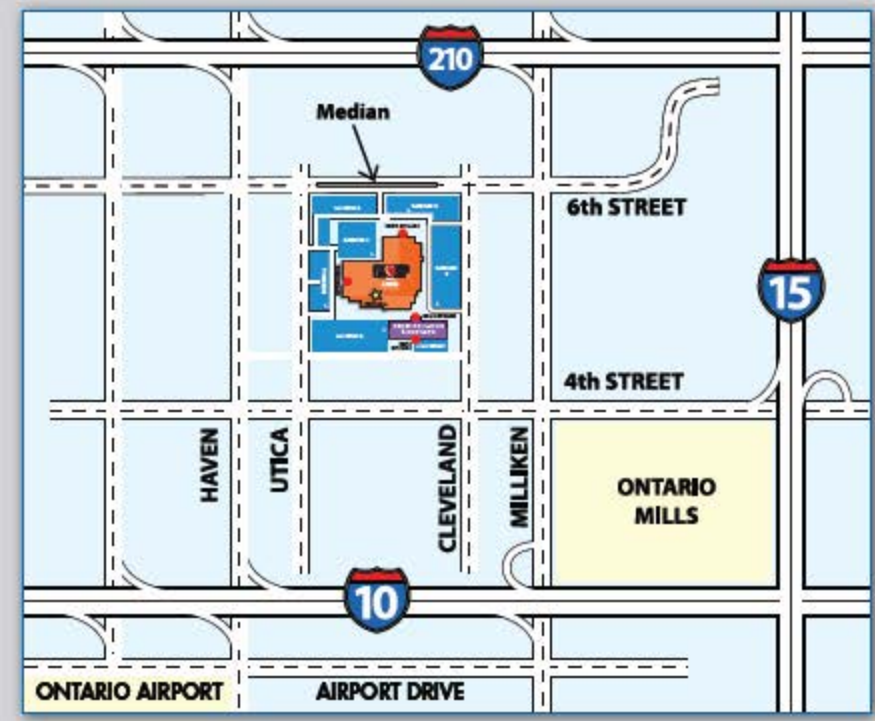 210
Median
6th STREET
15
4th STREET
HAVEN
UTICA
CLEVELAND
MILLIKEN
ONTARIO
MILLS
10
ONTARIO AIRPORT
AIRPORT DRIVE